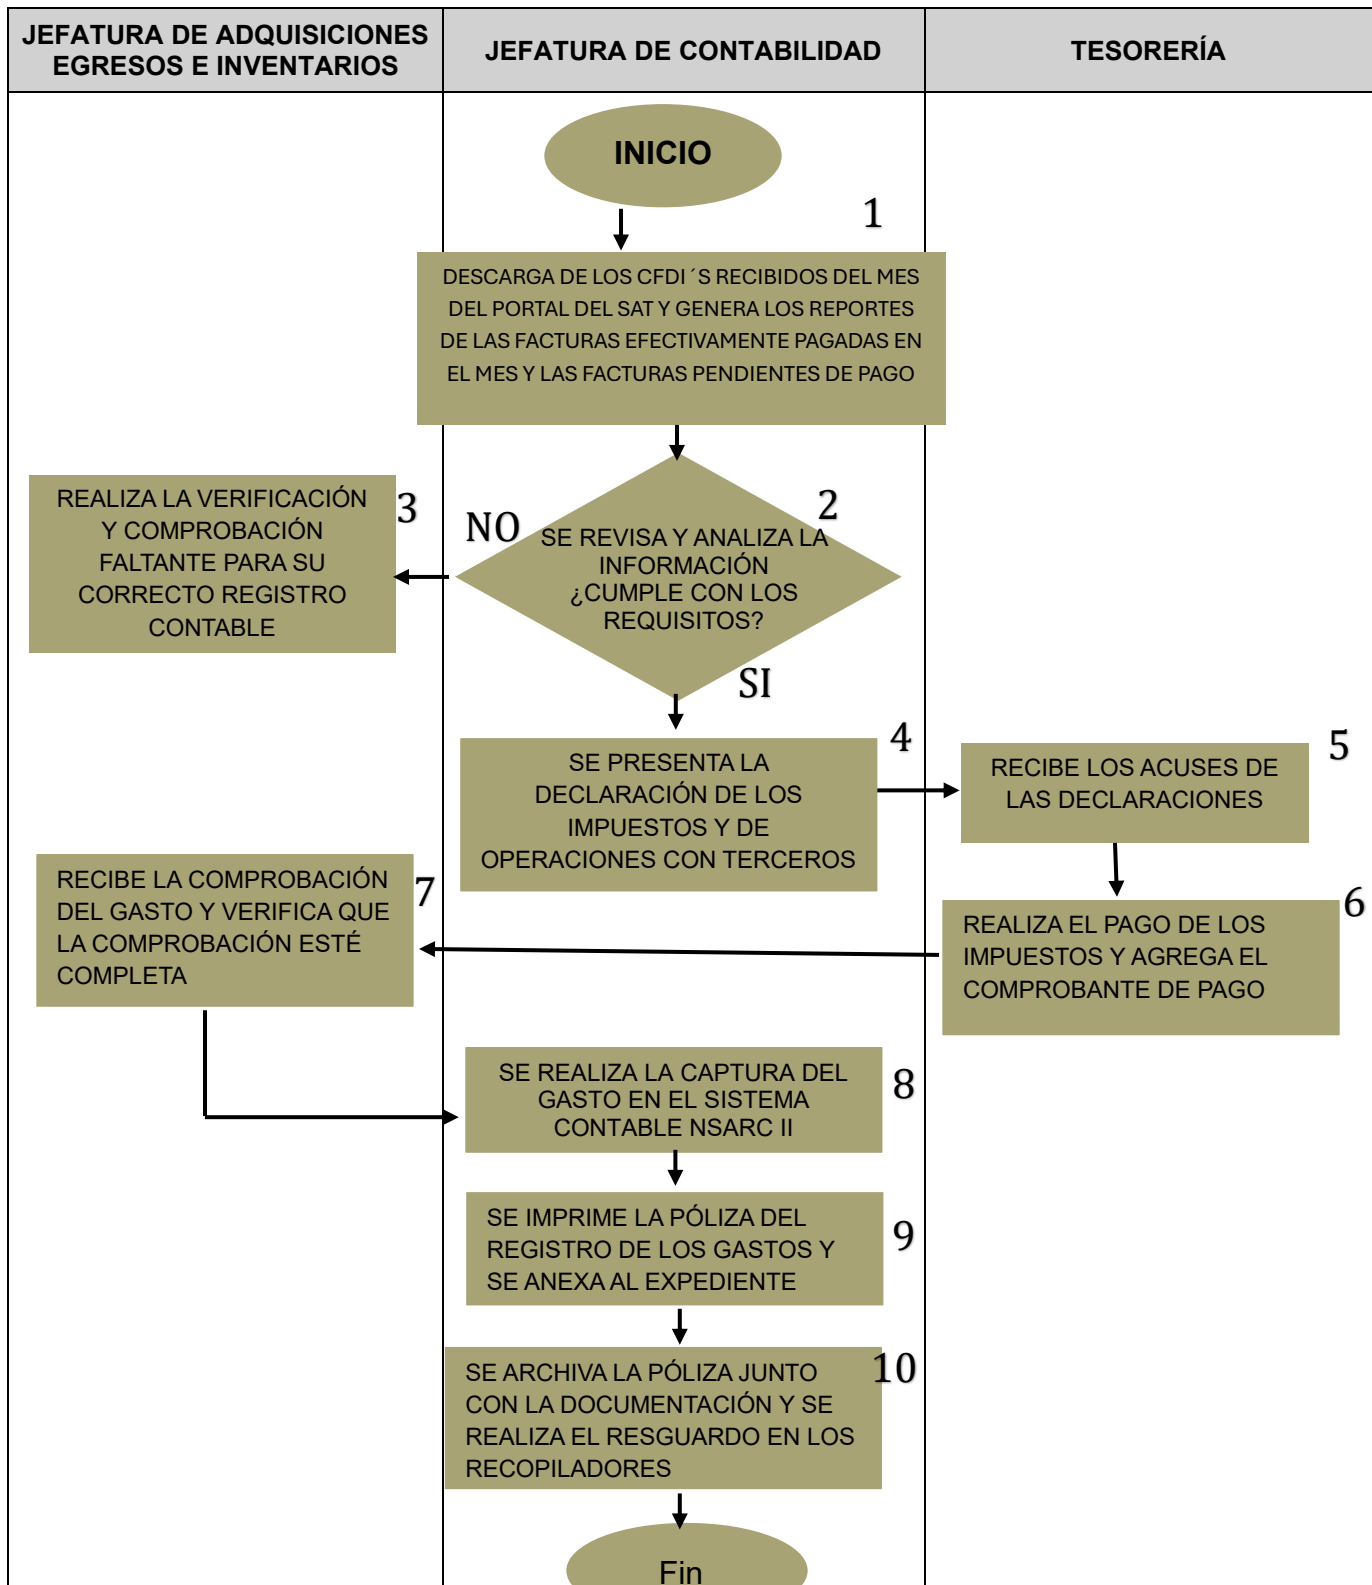 JEFATURA DE ADQUISICIONES
EGRESOS E INVENTARIOS
JEFATURA DE CONTABILIDAD
TESORERÍA
INICIO
1
DESCARGA DE LOS CFDI´S RECIBIDOS DEL MES
DEL PORTAL DEL SAT Y GENERA LOS REPORTES
DE LAS FACTURAS EFECTIVAMENTE PAGADAS EN
EL MES Y LAS FACTURAS PENDIENTES DE PAGO
2
SE REVISA Y ANALIZA LA
INFORMACIÓN
¿CUMPLE CON LOS
REQUISITOS?
NO
3
REALIZA LA VERIFICACIÓN
Y COMPROBACIÓN
FALTANTE PARA SU
CORRECTO REGISTRO
CONTABLE
SI
4
SE PRESENTA LA
DECLARACIÓN DE LOS
IMPUESTOS Y DE
OPERACIONES CON TERCEROS
5
RECIBE LOS ACUSES DE
LAS DECLARACIONES
6
REALIZA EL PAGO DE LOS
IMPUESTOS Y AGREGA EL
COMPROBANTE DE PAGO
7
RECIBE LA COMPROBACIÓN
DEL GASTO Y VERIFICA QUE
LA COMPROBACIÓN ESTÉ
COMPLETA
8
SE REALIZA LA CAPTURA DEL
GASTO EN EL SISTEMA
CONTABLE NSARC II
9
SE IMPRIME LA PÓLIZA DEL
REGISTRO DE LOS GASTOS Y
SE ANEXA AL EXPEDIENTE
10
SE ARCHIVA LA PÓLIZA JUNTO
CON LA DOCUMENTACIÓN Y SE
REALIZA EL RESGUARDO EN LOS
RECOPILADORES
Fin